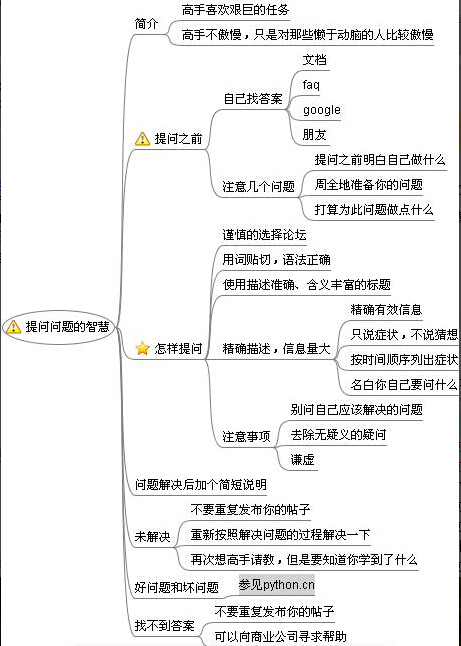 提问问题的智慧
简介
高手喜欢艰巨的任务
高手不傲慢，只是对那些懒于动脑的人比较傲慢
提问之前
自己找答案
文档
faq
google
朋友
注意几个问题
提问之前明白自己做什么
周全地准备你的问题
打算为此问题做点什么
怎样提问
谨慎的选择论坛
用词贴切，语法正确
使用描述准确、含义丰富的标题
精确描述，信息量大
精确有效信息
只说症状，不说猜想
按时间顺序列出症状
名白你自己要问什么
注意事项
别问自己应该解决的问题
去除无疑义的疑问
谦虚
问题解决后加个简短说明
未解决
不要重复发布你的帖子
重新按照解决问题的过程解决一下
再次想高手请教，但是要知道你学到了什么
好问题和坏问题
参见python.cn
找不到答案
不要重复发布你的帖子
可以向商业公司寻求帮助